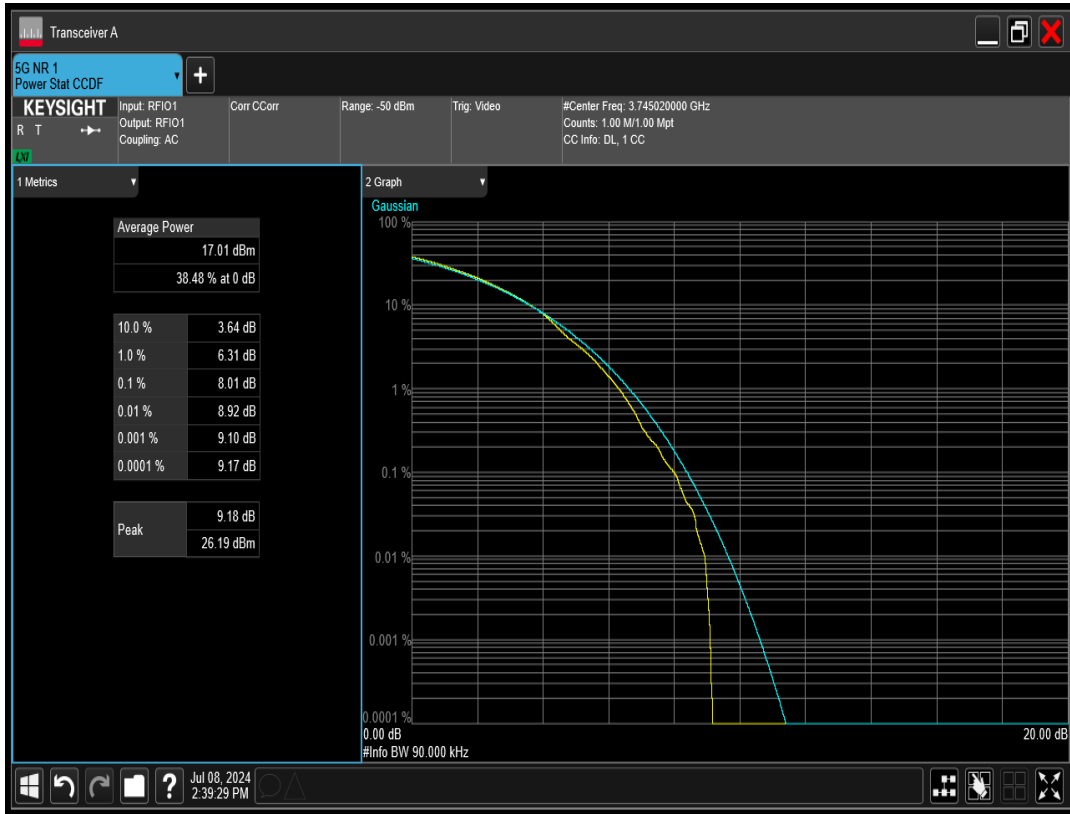 Transceiver A
5G NR 1
Power Stat CCDF
+
KEYSIGHT
R T
LXI
Input: RFIO1
Output: RFIO1
Coupling: AC
Corr CCorr
Range: -50 dBm
Trig: Video
#Center Freq: 3.745020000 GHz
Counts: 1.00 M/1.00 Mpt
CC Info: DL, 1 CC
1 Metrics
Average Power
17.01 dBm
38.48 % at 0 dB
10.0 % 3.64 dB
1.0 % 6.31 dB
0.1 % 8.01 dB
0.01 % 8.92 dB
0.001 % 9.10 dB
0.0001 % 9.17 dB
Peak
9.18 dB
26.19 dBm
2 Graph
Gaussian
100 %
10 %
1 %
0.1 %
0.01 %
0.001 %
0.0001 %
0.00 dB 20.00 dB
#Info BW 90.000 kHz
?
Jul 08, 2024
2:39:29 PM